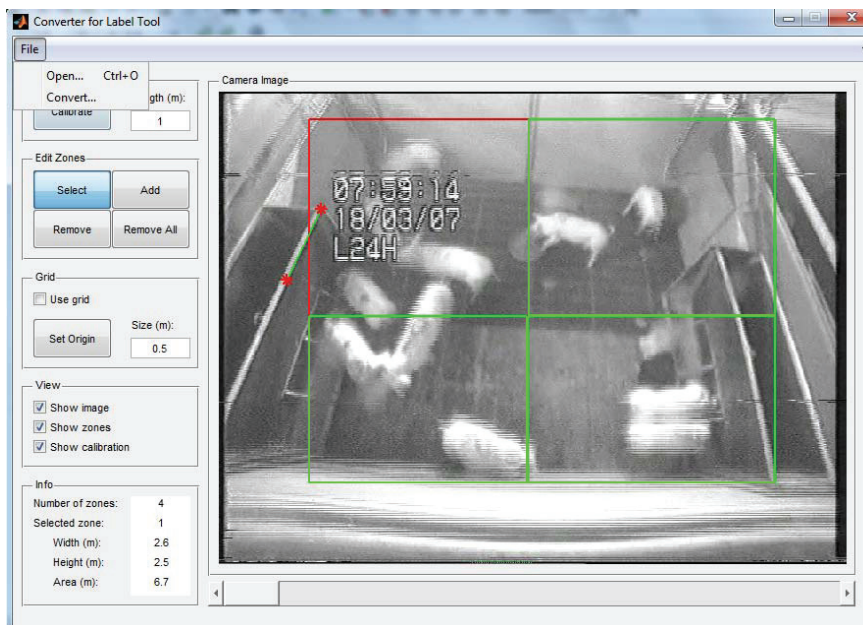 Converter for Label Tool
File
Open... Ctrl+O
Convert...
Calibrate
gth (m):
1
Edit Zones
Select
Add
Remove
Remove All
Grid
Use grid
Set Origin
Size (m):
0.5
View
Show image
Show zones
Show calibration
Info
Number of zones: 4
Selected zone: 1
Width (m): 2.6
Height (m): 2.5
Area (m): 6.7
Camera Image
07:59:14
18/03/07
L24H